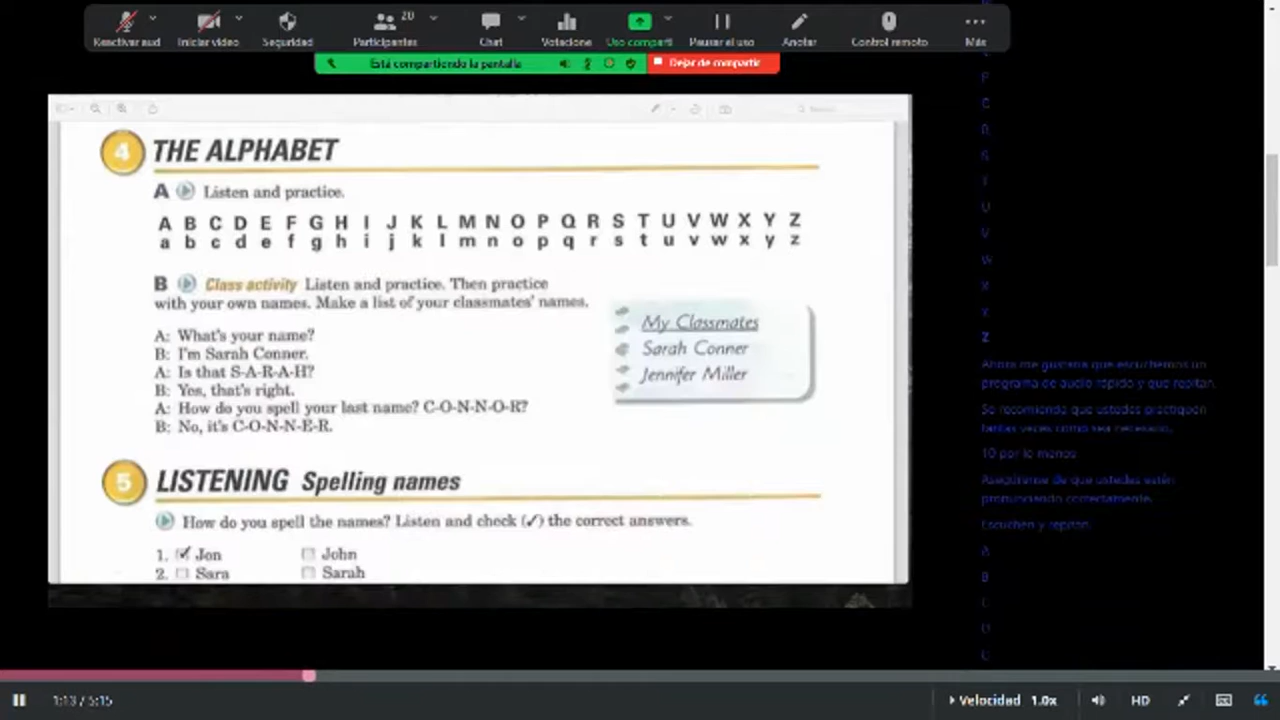 Reactivar aud
Iniciar video
Seguridad
20
Participantes
Chat
Votacione
Uso comparti
Pausar el uso
Anotar
Control remoto
Más
Está compartiendo la pantalla
Dejar de compartir
4 THE ALPHABET
A Listen and practice.
A B C D E F G H I J K L M N O P Q R S T U V W X Y Z
a b c d e f g h i j k l m n o p q r s t u v w x y z
B Class activity Listen and practice. Then practice
with your own names. Make a list of your classmates' names.
A: What's your name?
B: I'm Sarah Conner.
A: Is that S-A-R-A-H?
B: Yes, that's right.
A: How do you spell your last name? C-O-N-N-O-R?
B: No, it's C-O-N-N-E-R.
My Classmates
Sarah Conner
Jennifer Miller
5 LISTENING Spelling names
How do you spell the names? Listen and check (✓) the correct answers.
1. ✓ Jon John
2. Sara Sarah
S
T
U
V
W
X
Y
Z
Ahora me gustaría que escuchemos un
programa de audio rápido y que repitan.
Se recomienda que ustedes practiquen
tantas veces como sea necesario,
10 por lo menos
Asegúrense de que ustedes estén
pronunciando correctamente.
Escuchen y repitan.
A
B
C
D
1:13 / 5:15
Velocidad 1.0x
HD